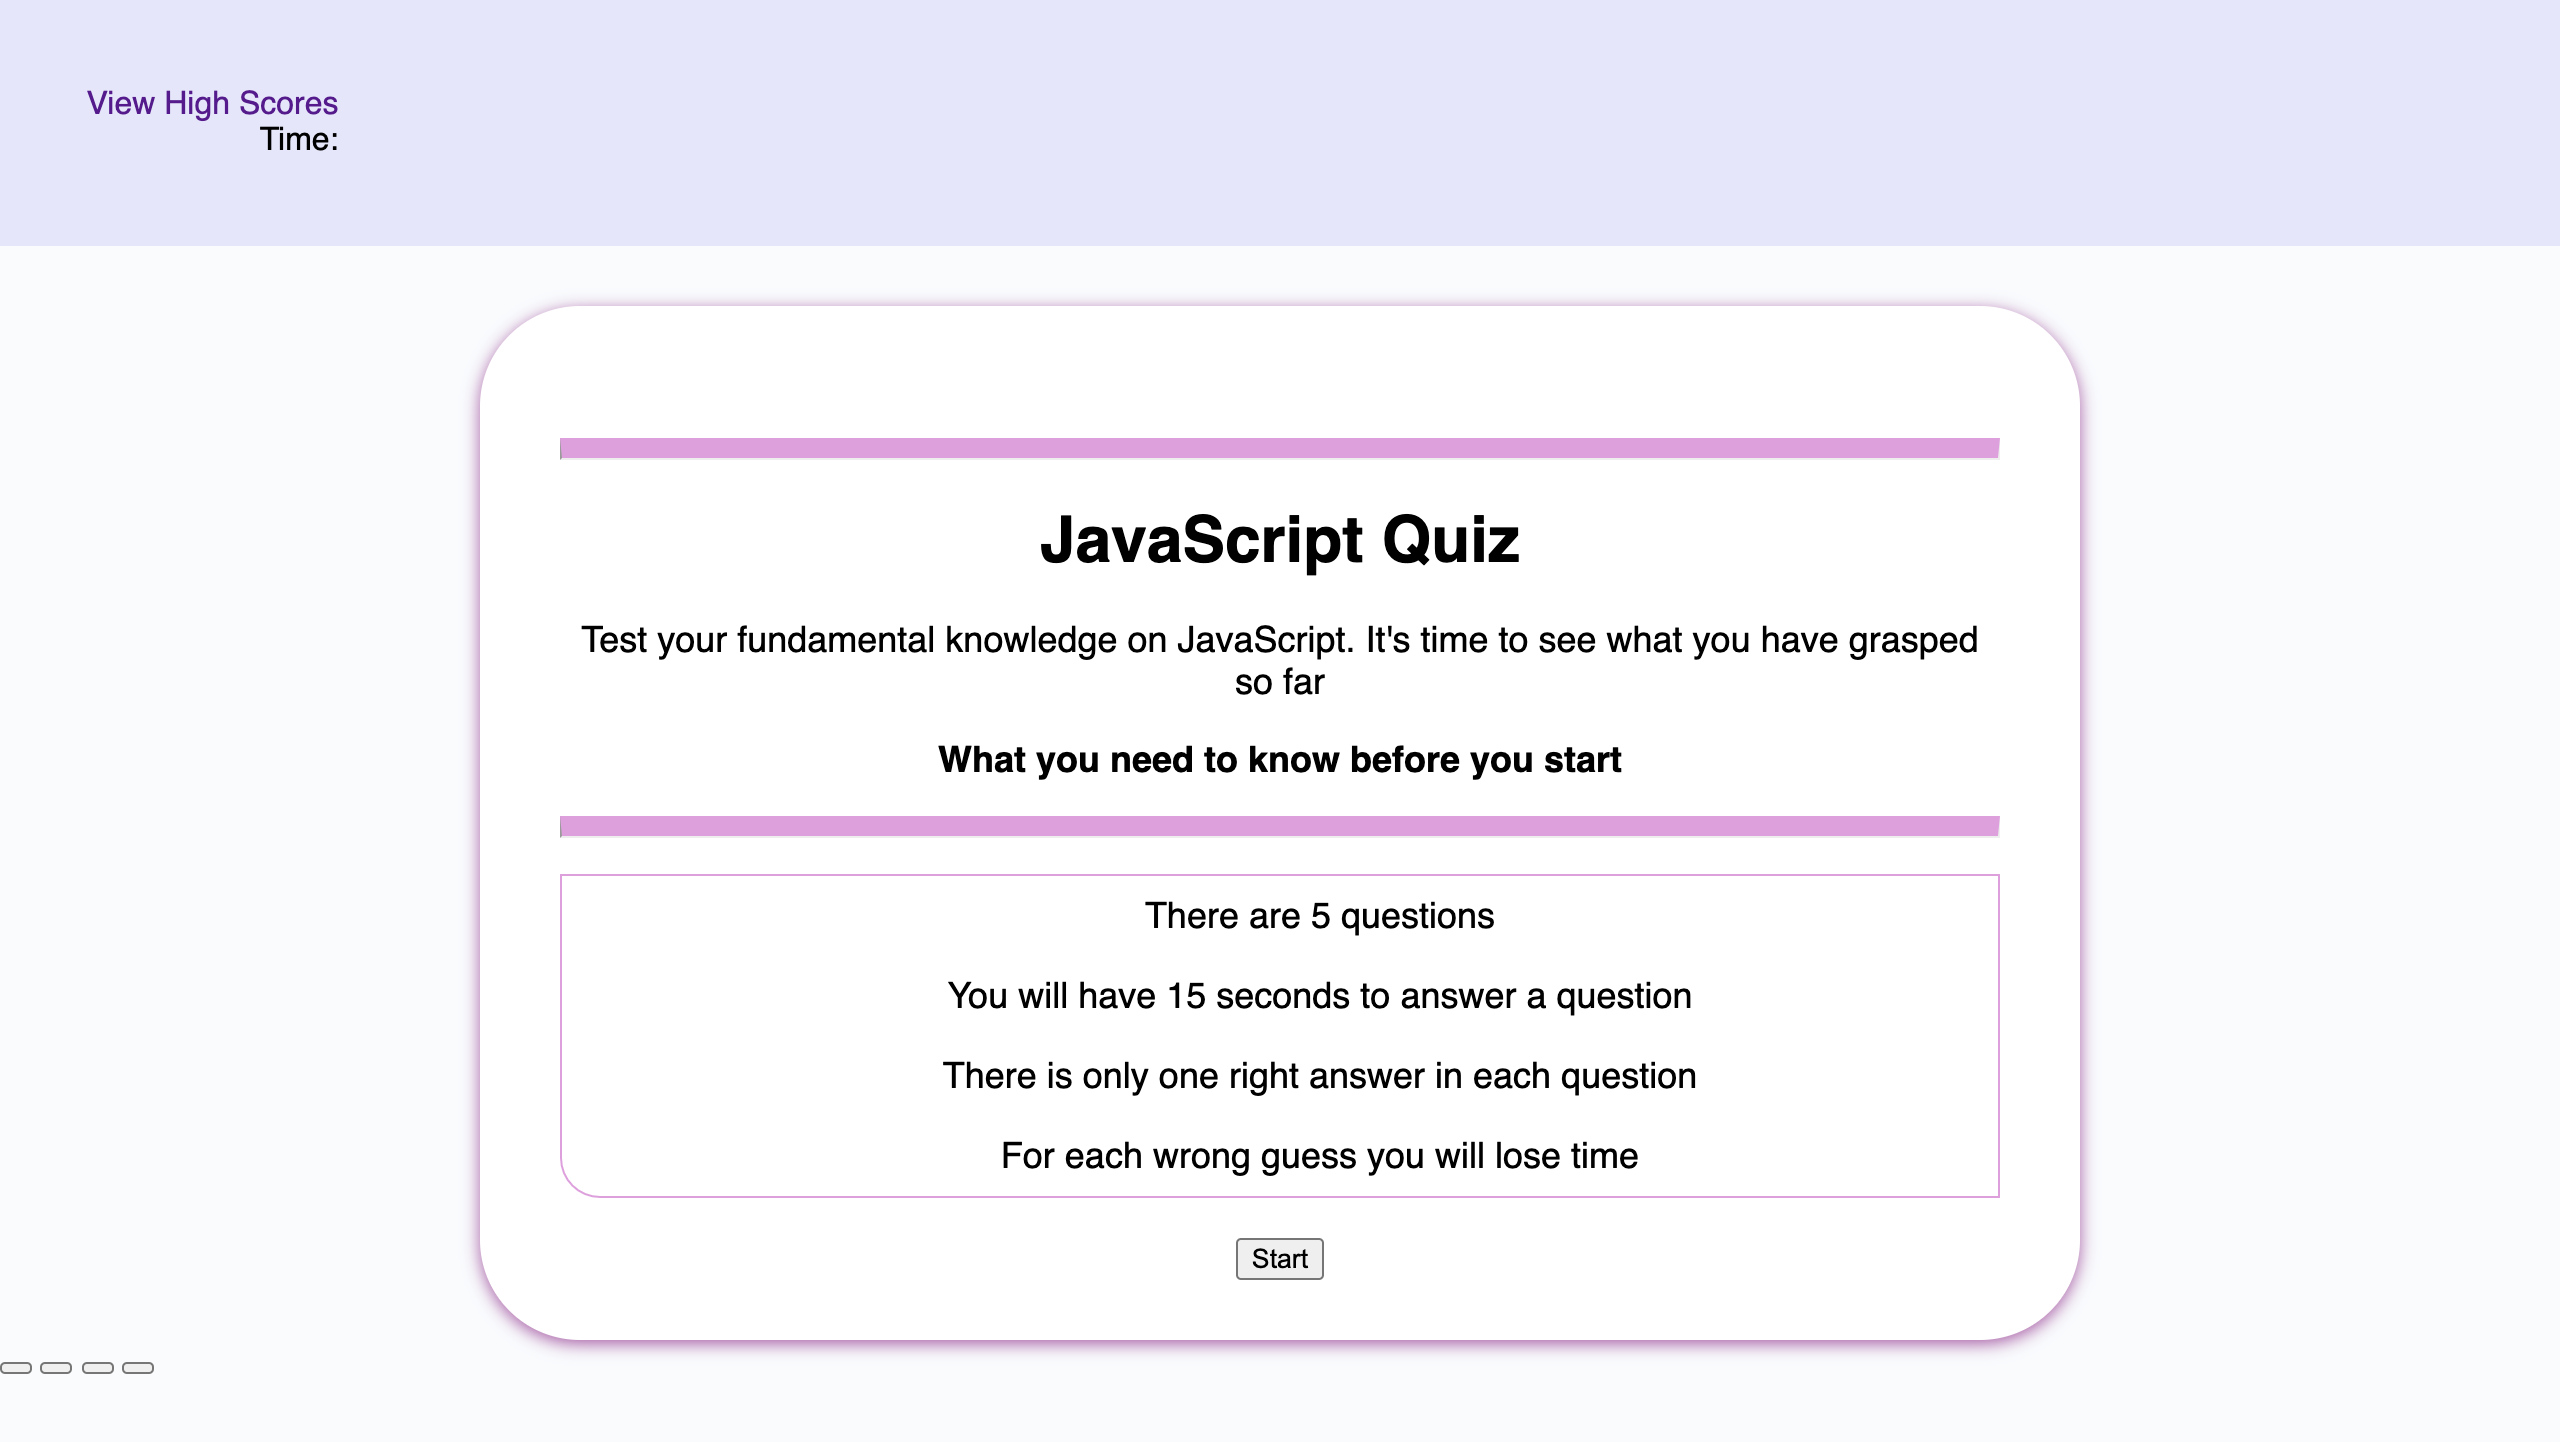 View High Scores
Time:
JavaScript Quiz
Test your fundamental knowledge on JavaScript. It's time to see what you have grasped
so far
What you need to know before you start
There are 5 questions
You will have 15 seconds to answer a question
There is only one right answer in each question
For each wrong guess you will lose time
Start